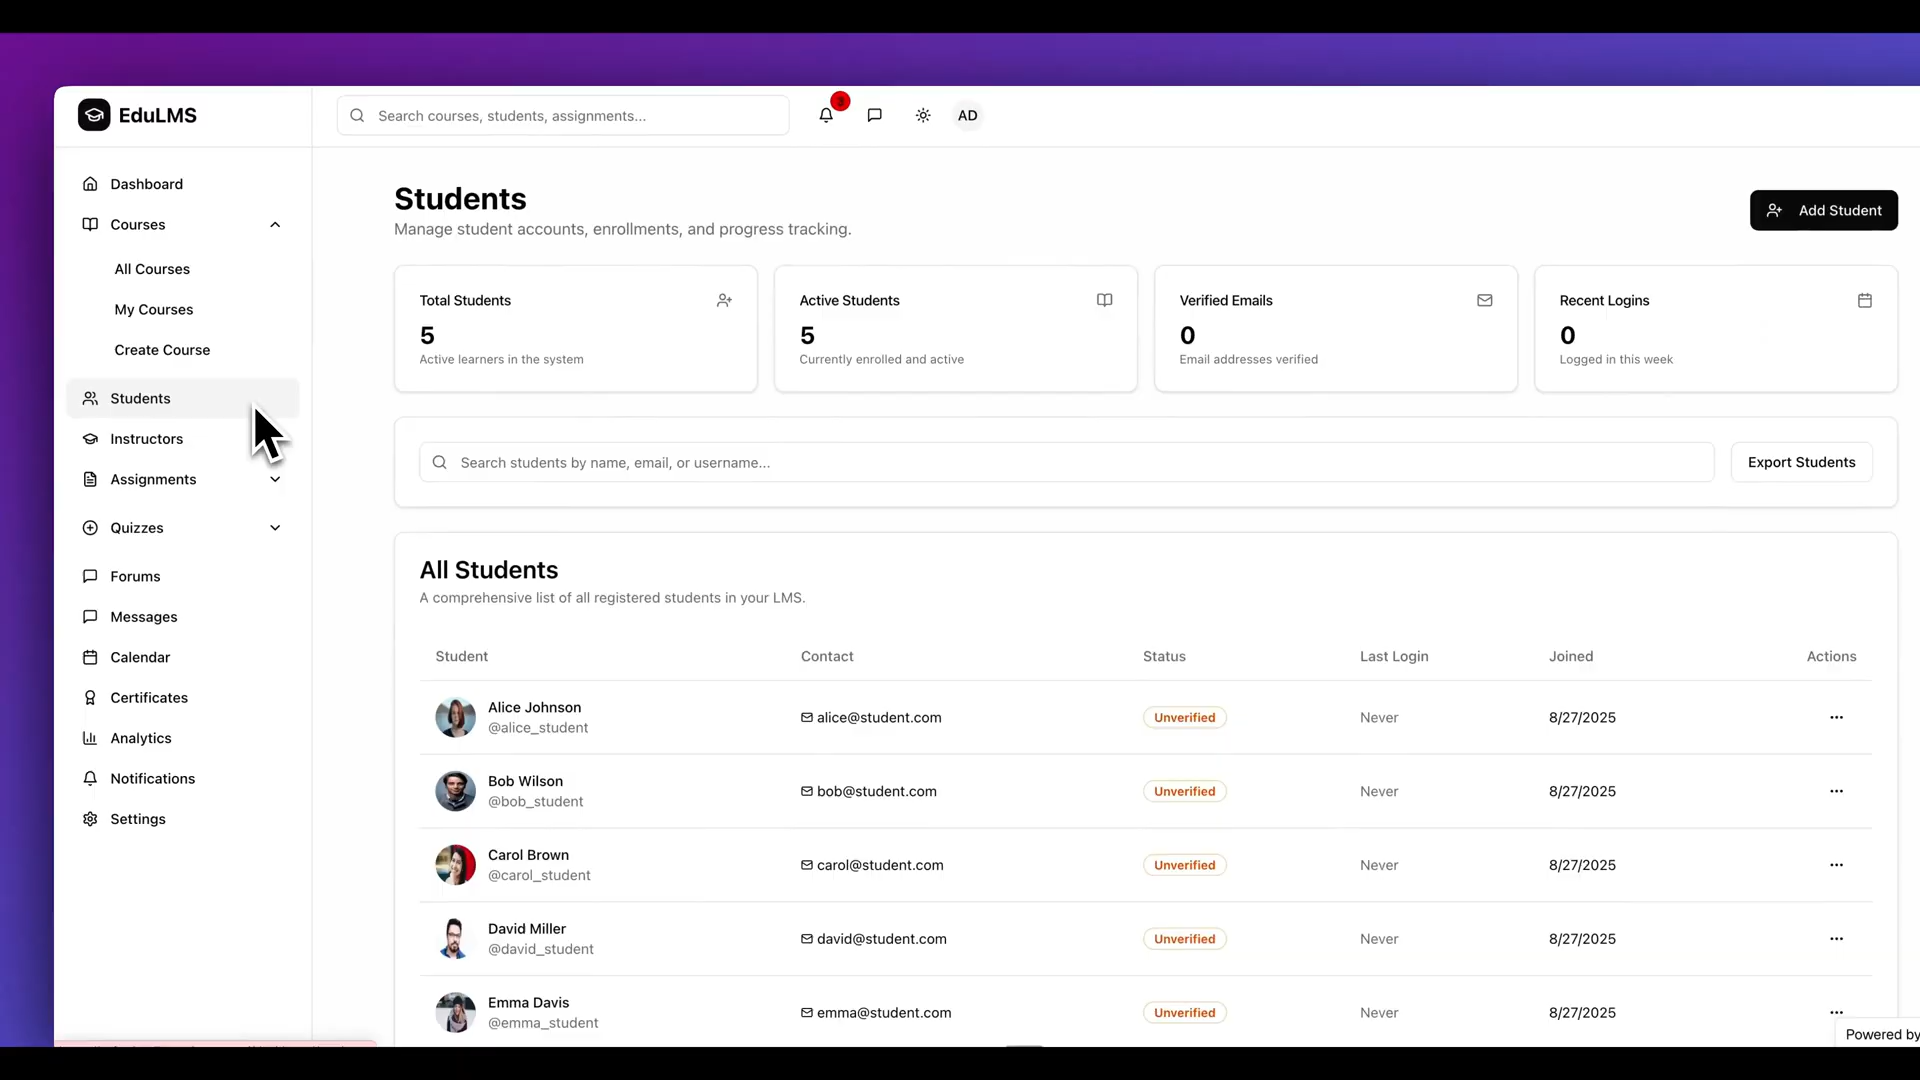 EduLMS
Search courses, students, assignments...
3
AD
Dashboard
Courses
All Courses
My Courses
Create Course
Students
Instructors
Assignments
Quizzes
Forums
Messages
Calendar
Certificates
Analytics
Notifications
Settings
Students
Manage student accounts, enrollments, and progress tracking.
Add Student
Total Students
5
Active learners in the system
Active Students
5
Currently enrolled and active
Verified Emails
0
Email addresses verified
Recent Logins
0
Logged in this week
Search students by name, email, or username...
Export Students
All Students
A comprehensive list of all registered students in your LMS.
Student Contact Status Last Login Joined Actions
Alice Johnson
@alice_student
alice@student.com Unverified Never 8/27/2025
Bob Wilson
@bob_student
bob@student.com Unverified Never 8/27/2025
Carol Brown
@carol_student
carol@student.com Unverified Never 8/27/2025
David Miller
@david_student
david@student.com Unverified Never 8/27/2025
Emma Davis
@emma_student
emma@student.com Unverified Never 8/27/2025
Powered by